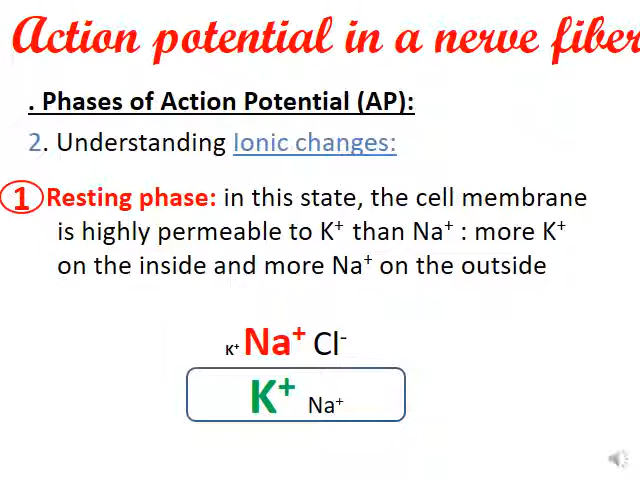 Action potential in a nerve fiber
. Phases of Action Potential (AP):
2. Understanding Ionic changes:
1 Resting phase: in this state, the cell membrane
is highly permeable to K⁺ than Na⁺ : more K⁺
on the inside and more Na⁺ on the outside
K⁺ Na⁺ Cl⁻
K⁺ Na⁺